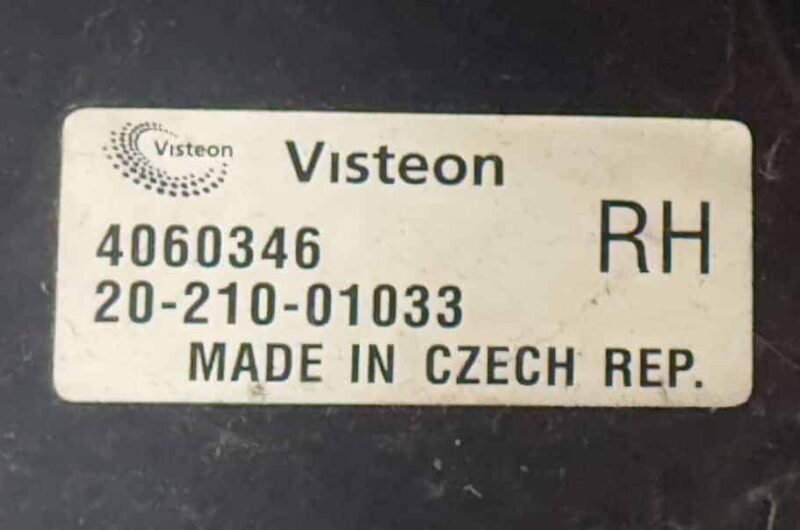 Visteon Visteon
4060346 RH
20-210-01033
MADE IN CZECH REP.